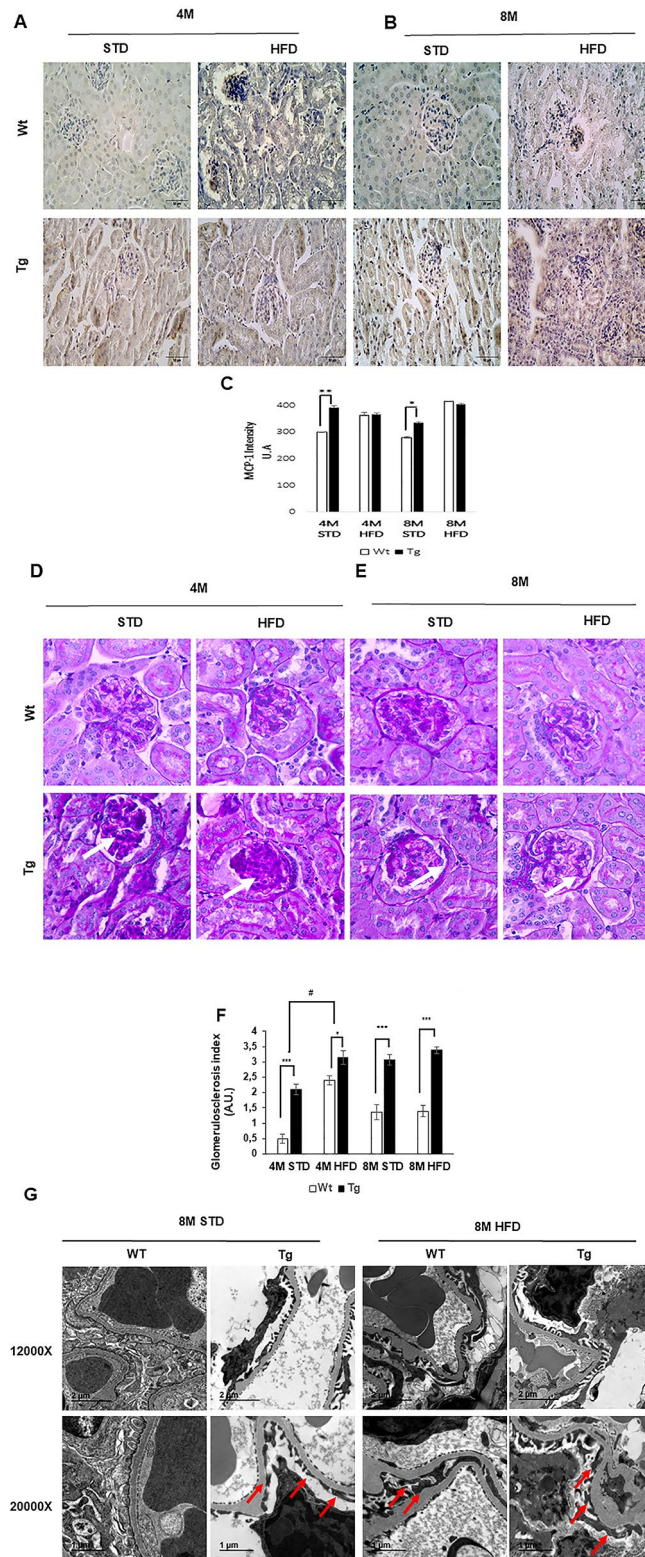 A
4M
B
8M
STD
HFD
STD
HFD
Wt
Tg
C
MCP-1 Intensity
U.A
400
300
200
100
0
**
*
4M STD
4M HFD
8M STD
8M HFD
Wt Tg
D
4M
E
8M
STD
HFD
STD
HFD
Wt
Tg
F
Glomerulosclerosis index
(A.U.)
4
3,5
3
2,5
2
1,5
1
0,5
0
#
***
*
***
***
4M STD 4M HFD 8M STD 8M HFD
Wt Tg
G
8M STD
8M HFD
WT
Tg
WT
Tg
12000X
2 µm
2 µm
2 µm
2 µm
20000X
1 µm
1 µm
1 µm
1 µm